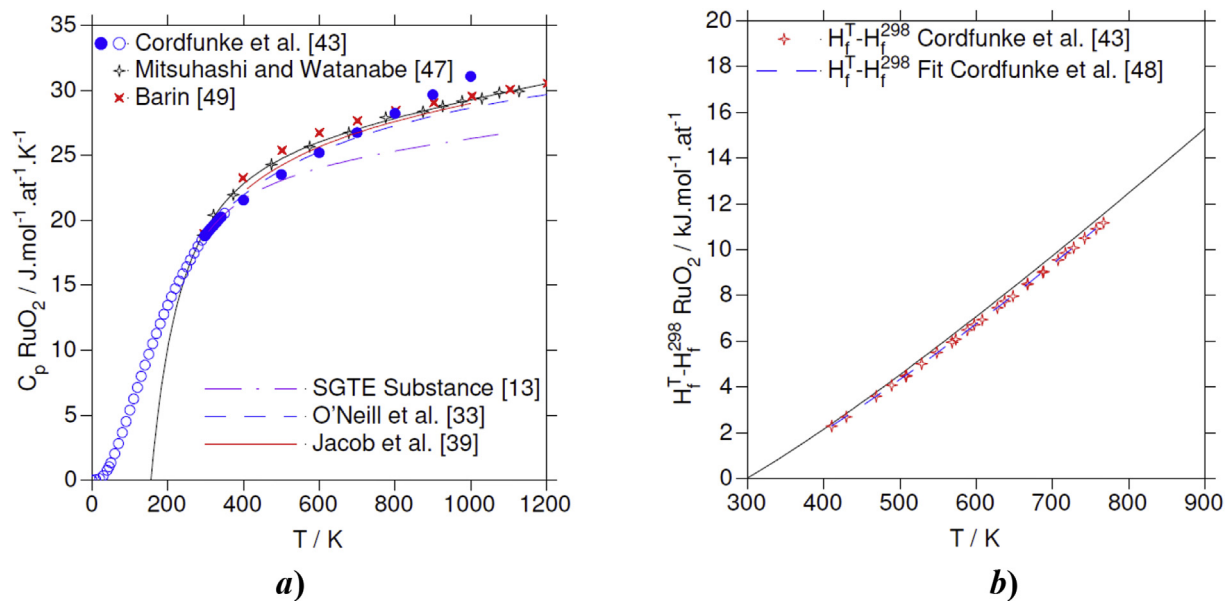 35
30
25
20
15
10
5
0
C_p RuO_2 / J.mol^-1.at^-1.K^-1
Cordfunke et al. [43]
Mitsuhashi and Watanabe [47]
Barin [49]
SGTE Substance [13]
O'Neill et al. [33]
Jacob et al. [39]
0 200 400 600 800 1000 1200
T / K
a)
20
18
16
14
12
10
8
6
4
2
0
H_f^T-H_f^298 RuO_2 / kJ.mol^-1.at^-1
H_f^T-H_f^298 Cordfunke et al. [43]
H_f^T-H_f^298 Fit Cordfunke et al. [48]
300 400 500 600 700 800 900
T / K
b)